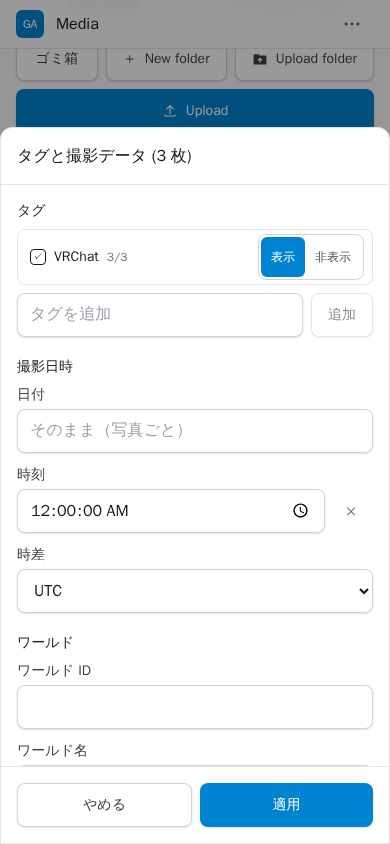 GA Media
ゴミ箱
New folder
Upload folder
Upload
タグと撮影データ (3 枚)
タグ
VRChat 3/3
表示
非表示
タグを追加
追加
撮影日時
日付
そのまま（写真ごと）
時刻
12:00:00 AM
時差
UTC
ワールド
ワールド ID
ワールド名
やめる
適用